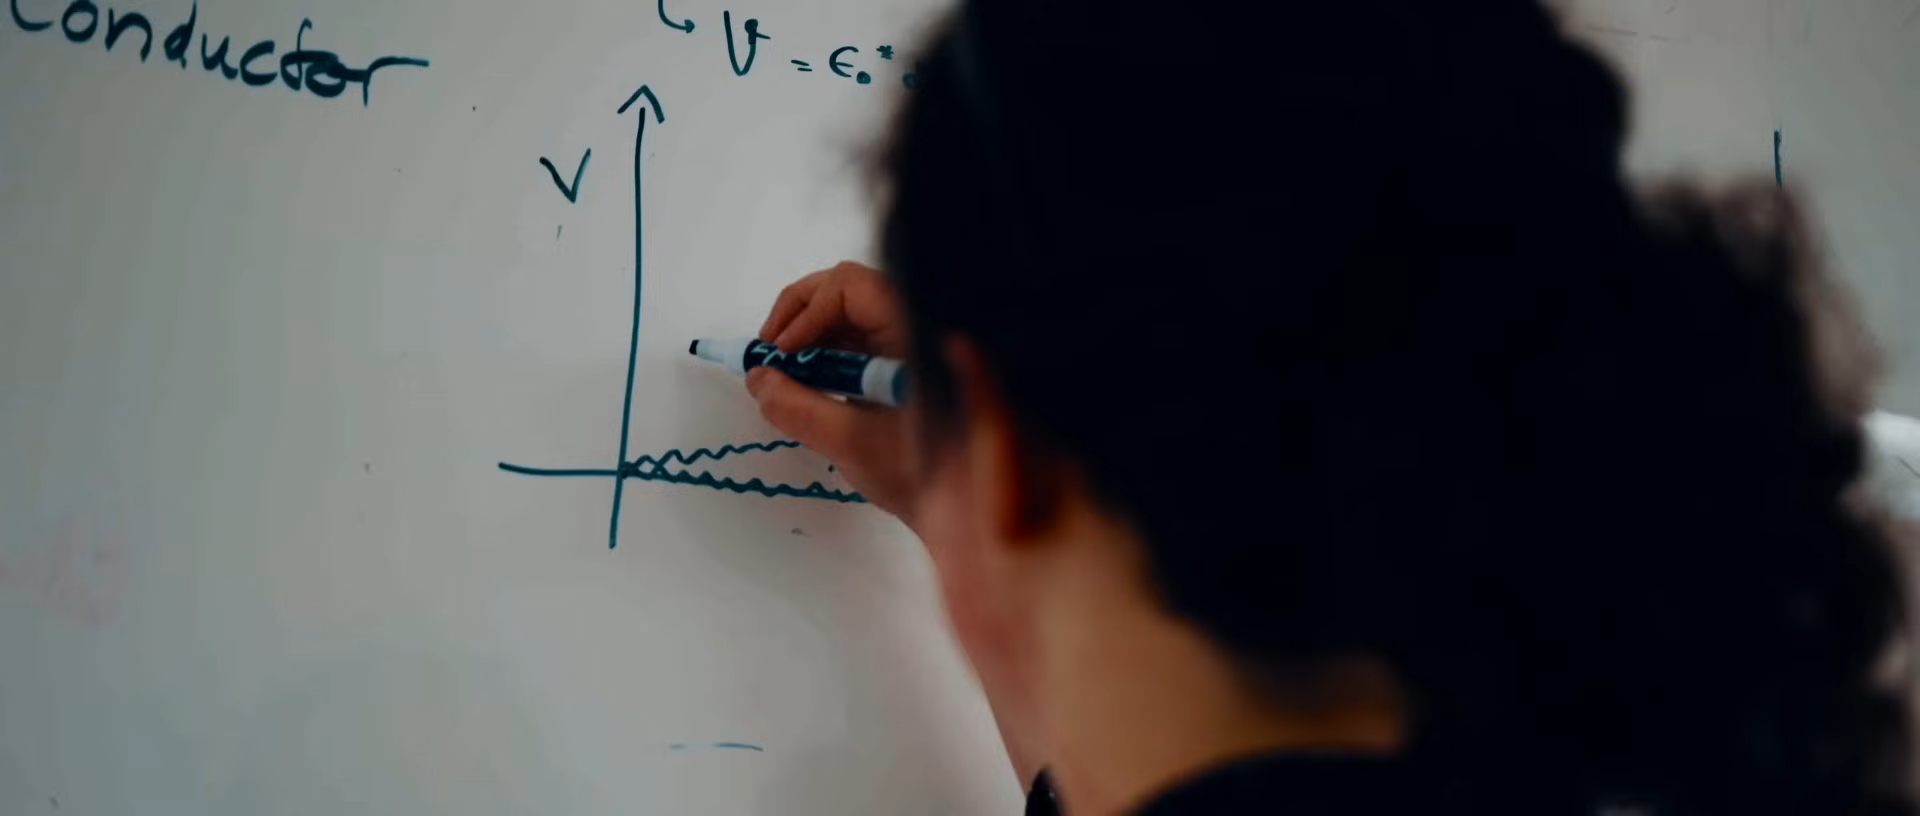 Conductor
V = ϵ₀*
V